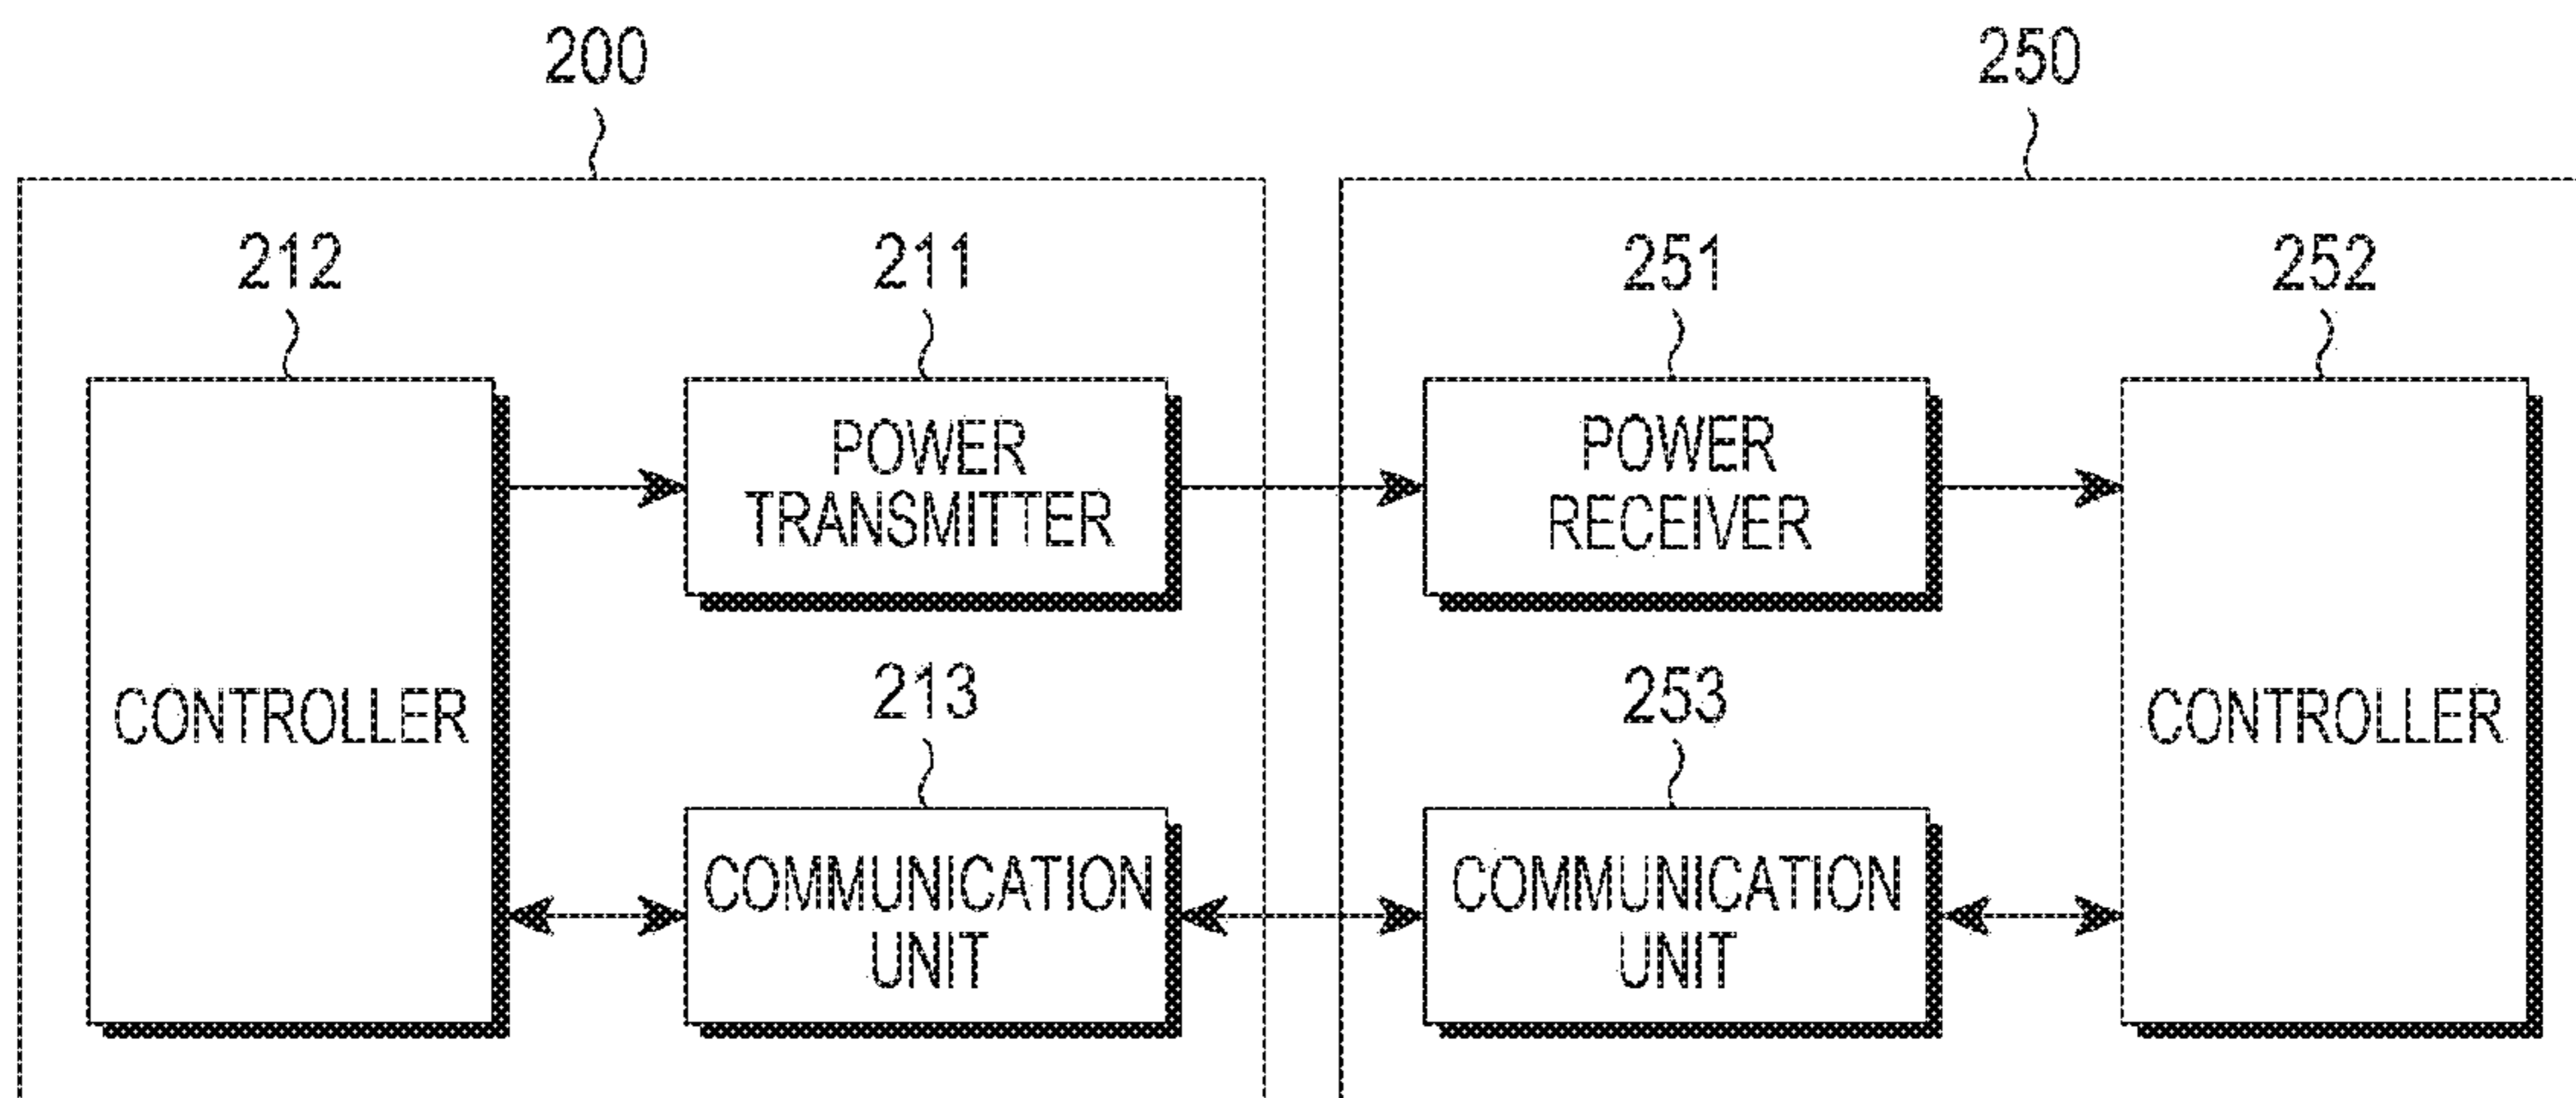 200
250
212
211
251
252
POWER
TRANSMITTER
POWER
RECEIVER
CONTROLLER
213
253
CONTROLLER
COMMUNICATION
UNIT
COMMUNICATION
UNIT